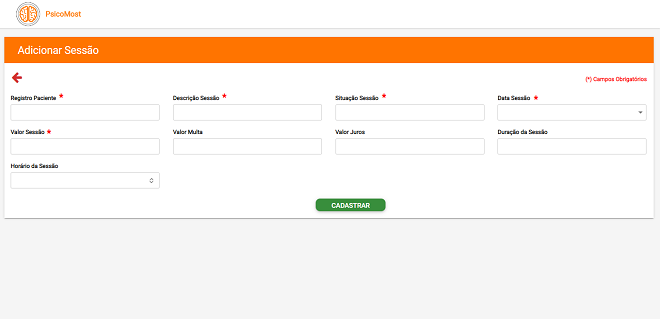 PsicoMost
Adicionar Sessão
(*) Campos Obrigatórios
Registro Paciente ★ Descrição Sessão ★ Situação Sessão ★ Data Sessão ★
Valor Sessão ★ Valor Multa Valor Juros Duração da Sessão
Horário da Sessão
CADASTRAR